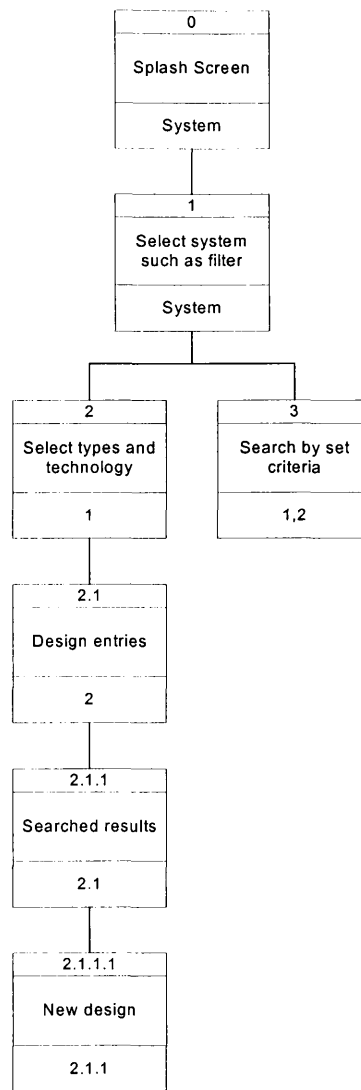 0
Splash Screen
System
1
Select system
such as filter
System
2
Select types and
technology
1
3
Search by set
criteria
1,2
2.1
Design entries
2
2.1.1
Searched results
2.1
2.1.1.1
New design
2.1.1